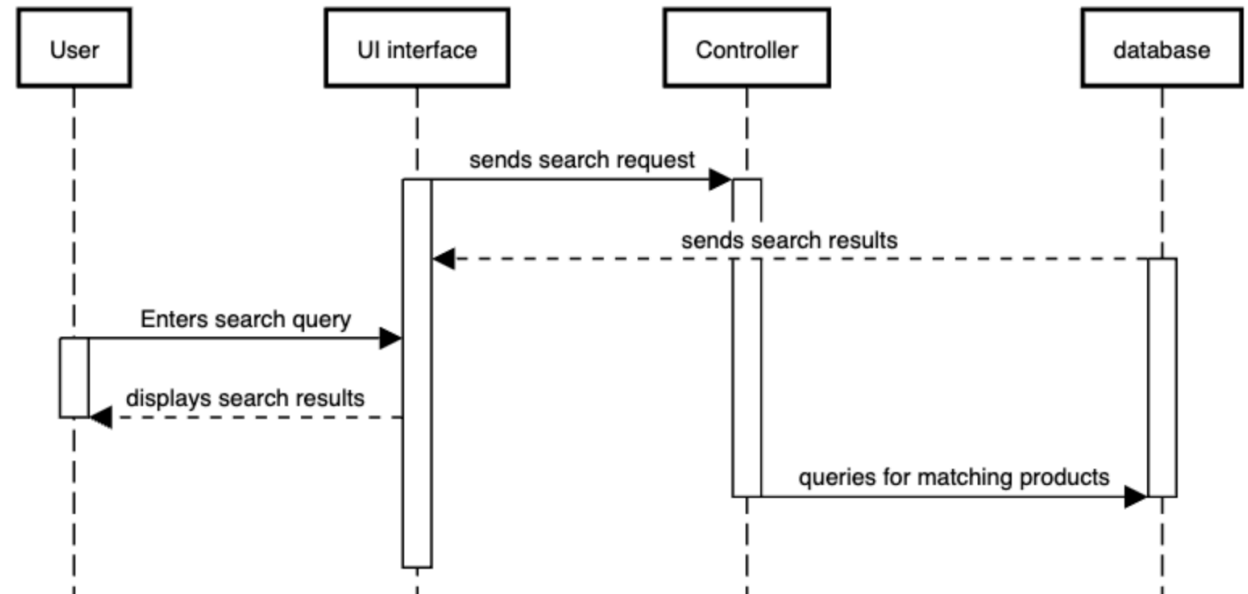 User
UI interface
Controller
database
sends search request
sends search results
Enters search query
displays search results
queries for matching products